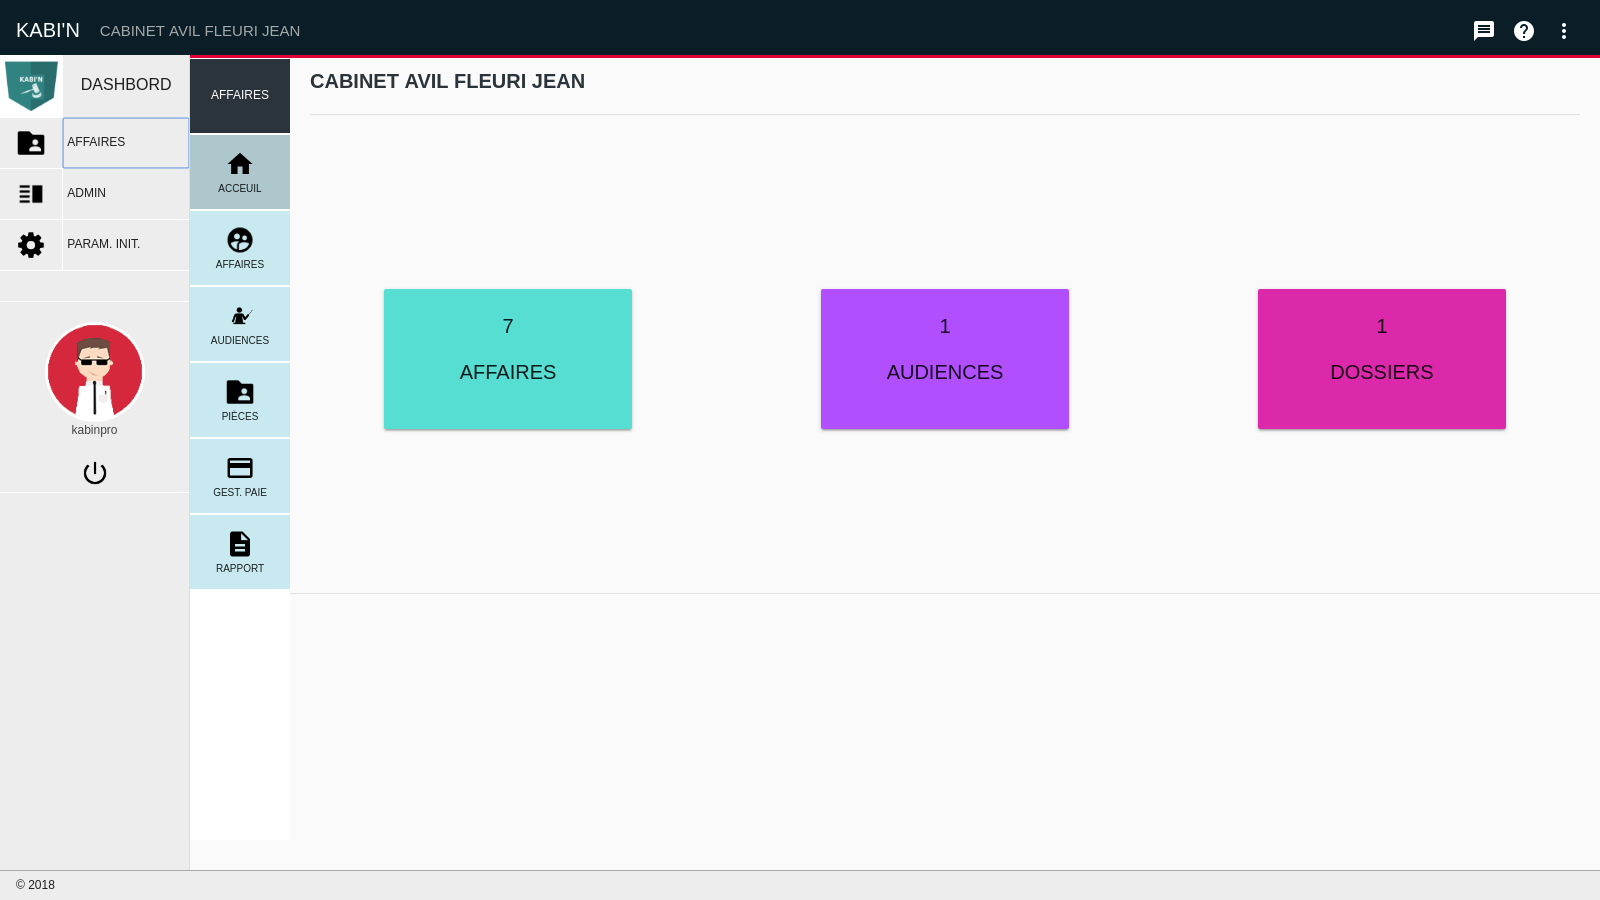 KABI'N CABINET AVIL FLEURI JEAN
KABI'N
DASHBORD
AFFAIRES
ADMIN
PARAM. INIT.
kabinpro
AFFAIRES
ACCEUIL
AFFAIRES
AUDIENCES
PIÈCES
GEST. PAIE
RAPPORT
CABINET AVIL FLEURI JEAN
7
AFFAIRES
1
AUDIENCES
1
DOSSIERS
© 2018